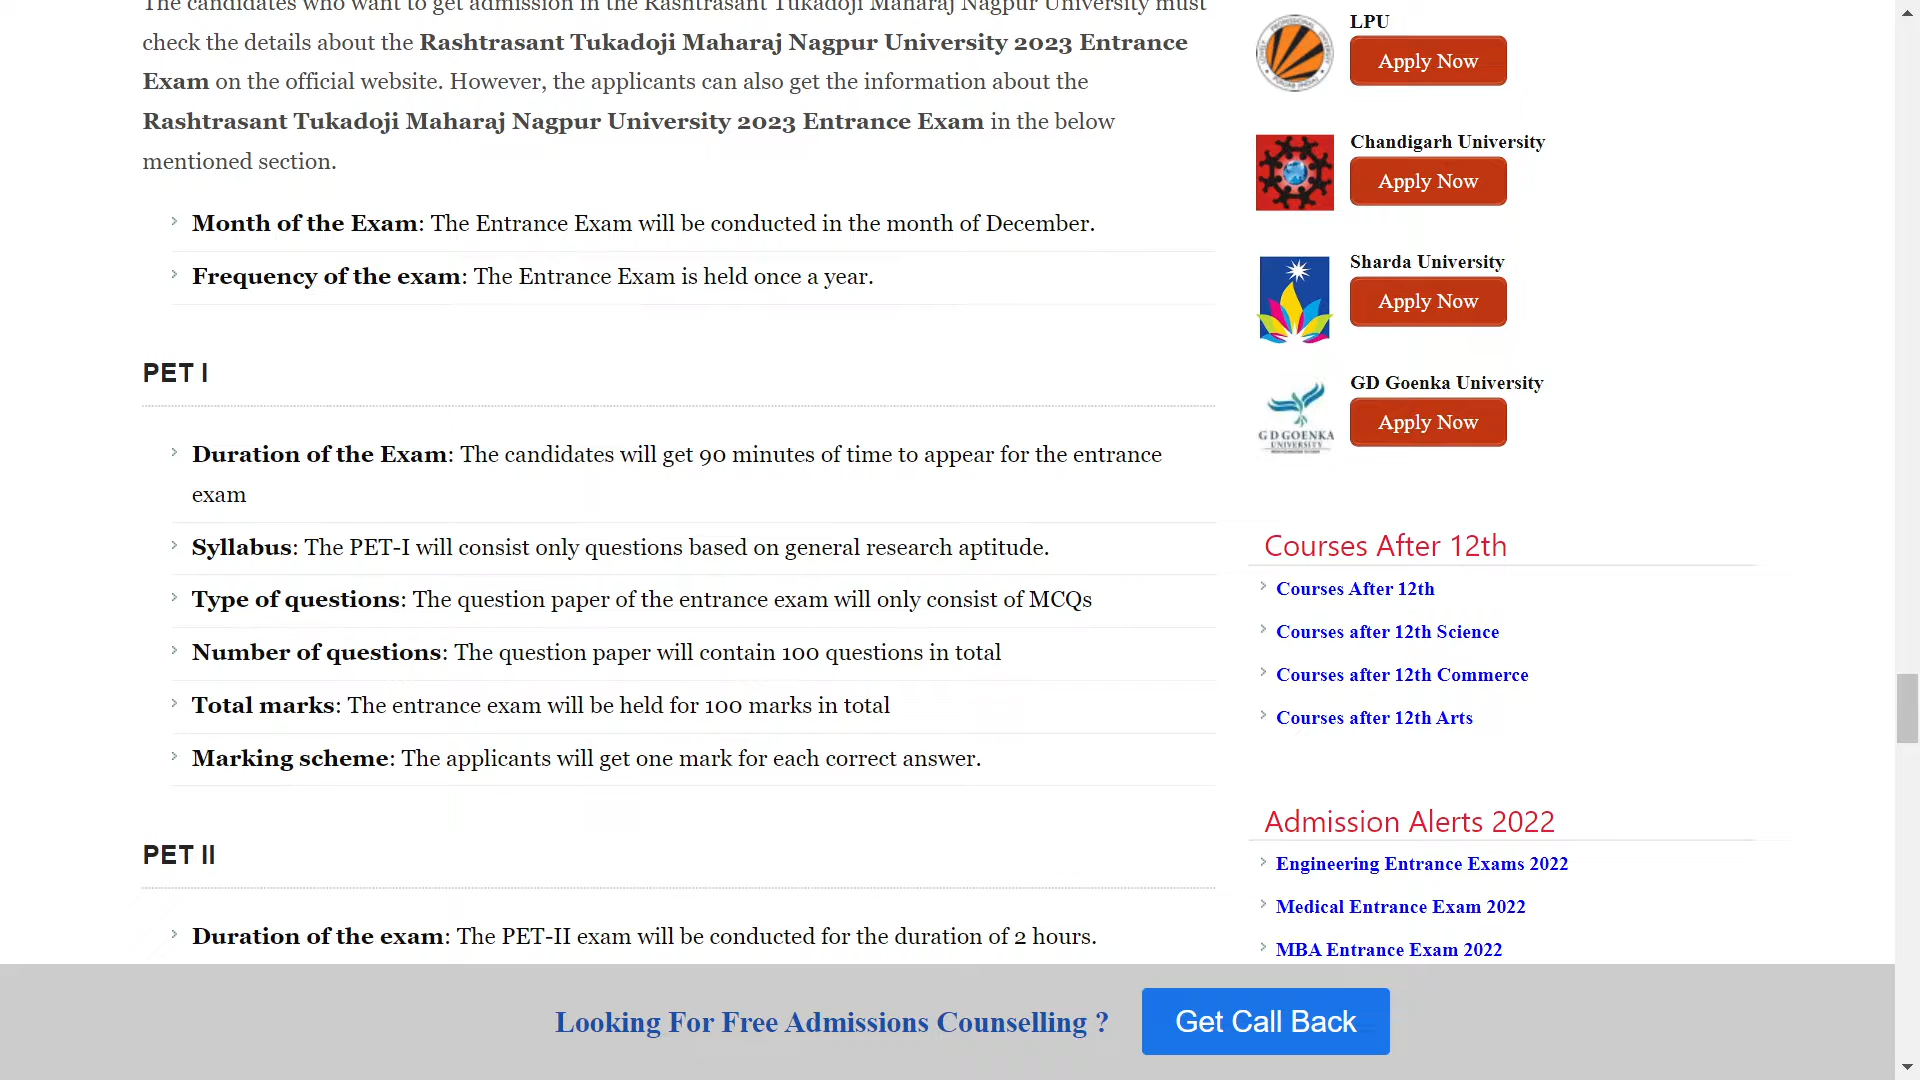 The candidates who want to get admission in the Rashtrasant Tukadoji Maharaj Nagpur University must
check the details about the Rashtrasant Tukadoji Maharaj Nagpur University 2023 Entrance
Exam on the official website. However, the applicants can also get the information about the
Rashtrasant Tukadoji Maharaj Nagpur University 2023 Entrance Exam in the below
mentioned section.
Month of the Exam: The Entrance Exam will be conducted in the month of December.
Frequency of the exam: The Entrance Exam is held once a year.
PET I
Duration of the Exam: The candidates will get 90 minutes of time to appear for the entrance
exam
Syllabus: The PET-I will consist only questions based on general research aptitude.
Type of questions: The question paper of the entrance exam will only consist of MCQs
Number of questions: The question paper will contain 100 questions in total
Total marks: The entrance exam will be held for 100 marks in total
Marking scheme: The applicants will get one mark for each correct answer.
PET II
Duration of the exam: The PET-II exam will be conducted for the duration of 2 hours.
LPU
Apply Now
Chandigarh University
Apply Now
Sharda University
Apply Now
GD Goenka University
Apply Now
G D GOENKA
UNIVERSITY
Courses After 12th
Courses After 12th
Courses after 12th Science
Courses after 12th Commerce
Courses after 12th Arts
Admission Alerts 2022
Engineering Entrance Exams 2022
Medical Entrance Exam 2022
MBA Entrance Exam 2022
Looking For Free Admissions Counselling ?
Get Call Back